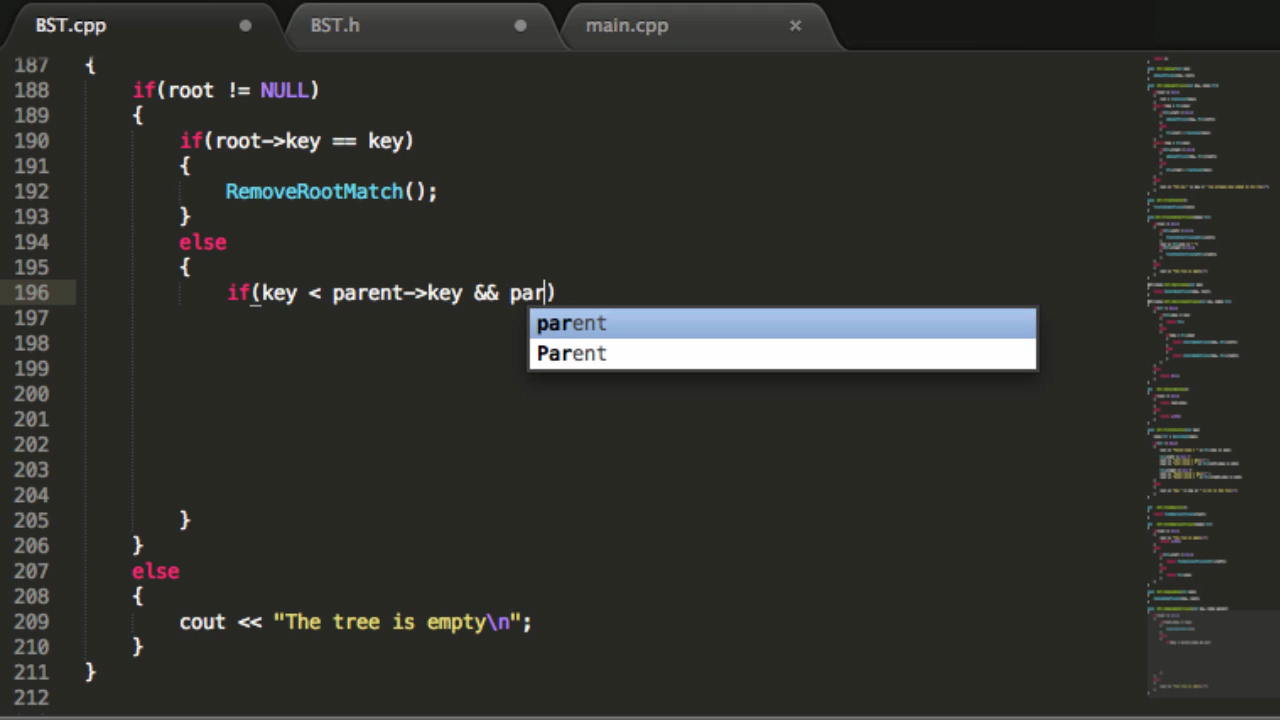 BST.cpp
BST.h
main.cpp
187 {
188 if(root != NULL)
189 {
190 if(root->key == key)
191 {
192 RemoveRootMatch();
193 }
194 else
195 {
196 if(key < parent->key && par)
parent
Parent
197
198
199
200
201
202
203
204
205 }
206 }
207 else
208 {
209 cout << "The tree is empty\n";
210 }
211 }
212